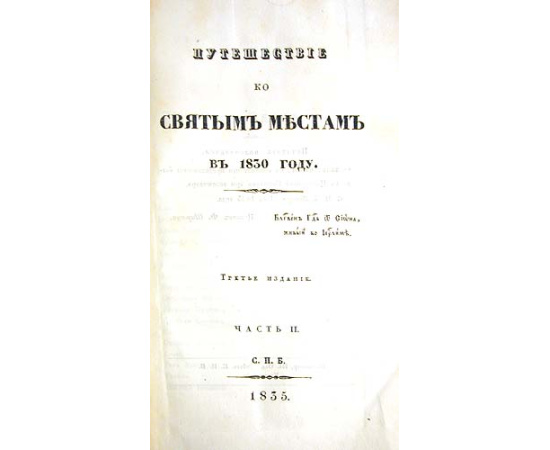 ПУТЕШЕСТВІЕ
КО
СВЯТЫМЪ МѢСТАМЪ
ВЪ 1830 ГОДУ.
ТРЕТЬЕ ИЗДАНІЕ.
ЧАСТЬ II.
С. П. Б.
1835.